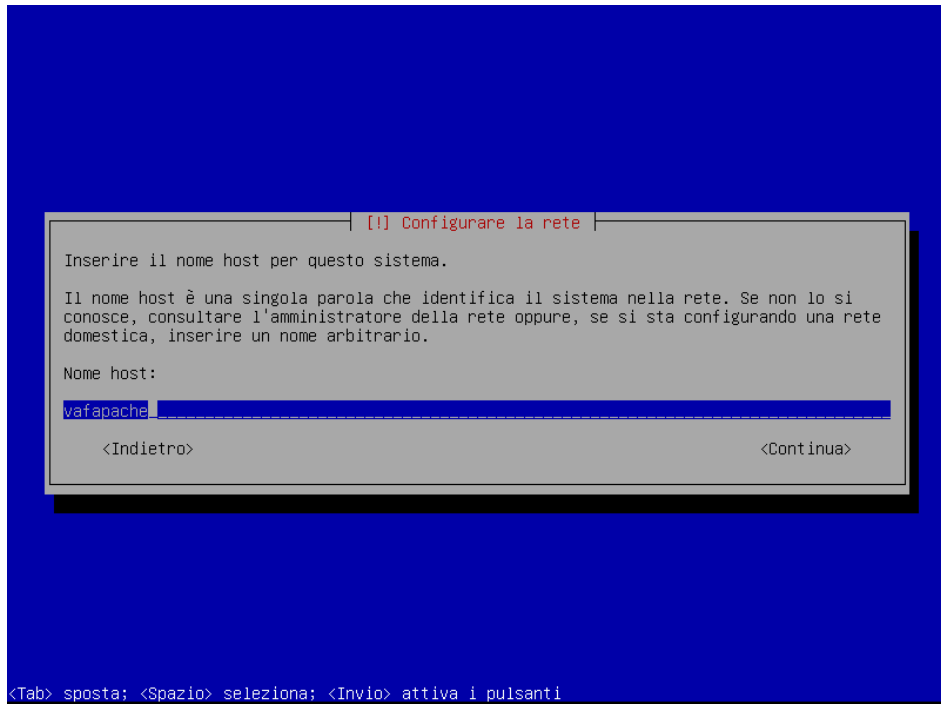 [!] Configurare la rete
Inserire il nome host per questo sistema.
Il nome host è una singola parola che identifica il sistema nella rete. Se non lo si
conosce, consultare l'amministratore della rete oppure, se si sta configurando una rete
domestica, inserire un nome arbitrario.
Nome host:
vafapache
<Indietro> <Continua>
<Tab> sposta; <Spazio> seleziona; <Invio> attiva i pulsanti